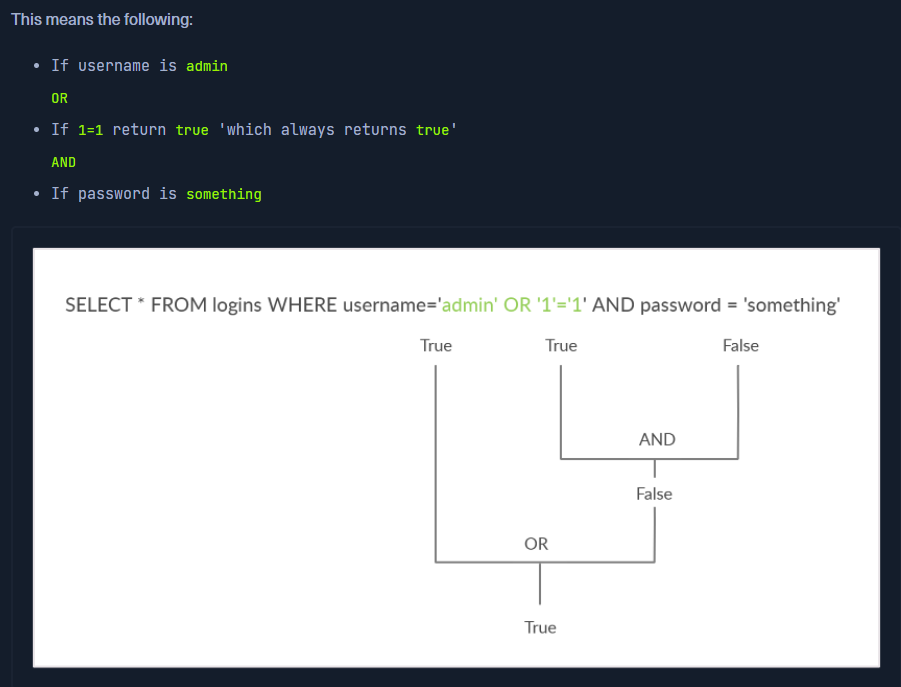 This means the following:
• If username is admin
OR
• If 1=1 return true 'which always returns true'
AND
• If password is something
SELECT * FROM logins WHERE username='admin' OR '1'='1' AND password = 'something'
True True False
AND
False
OR
True